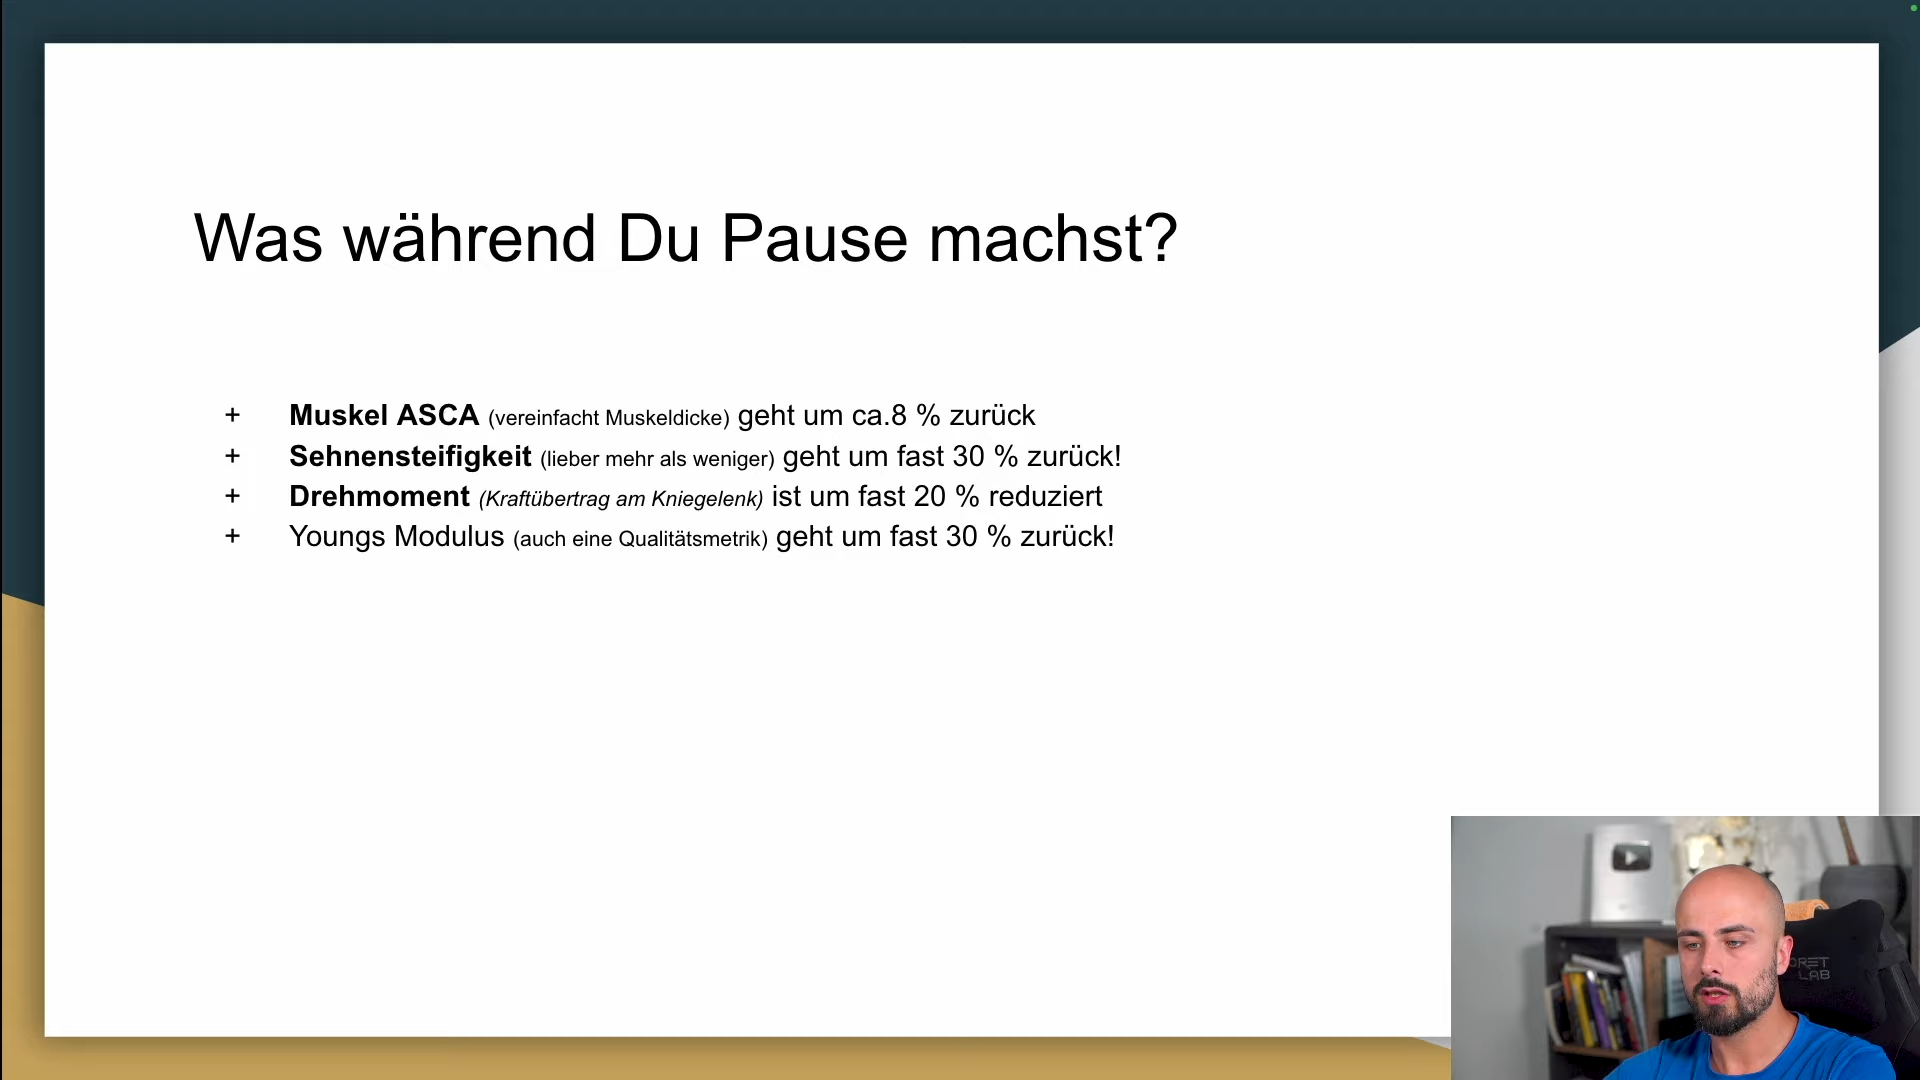 Was während Du Pause machst?
+ Muskel ASCA (vereinfacht Muskeldicke) geht um ca.8 % zurück
+ Sehnensteifigkeit (lieber mehr als weniger) geht um fast 30 % zurück!
+ Drehmoment (Kraftübertrag am Kniegelenk) ist um fast 20 % reduziert
+ Youngs Modulus (auch eine Qualitätsmetrik) geht um fast 30 % zurück!
LAB